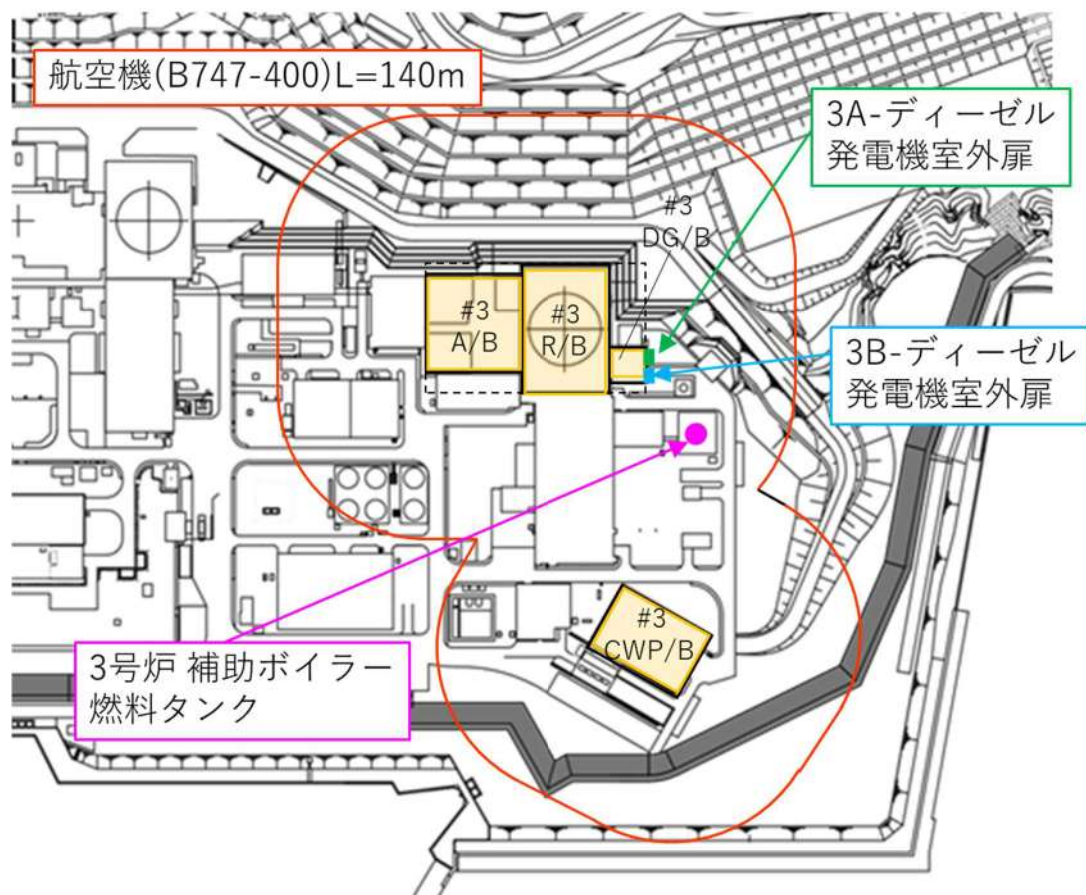 航空機(B747-400)L=140m
3A-ディーゼル
発電機室外扉
#3
DG/B
#3
A/B
#3
R/B
3B-ディーゼル
発電機室外扉
#3
CWP/B
3号炉 補助ボイラー
燃料タンク